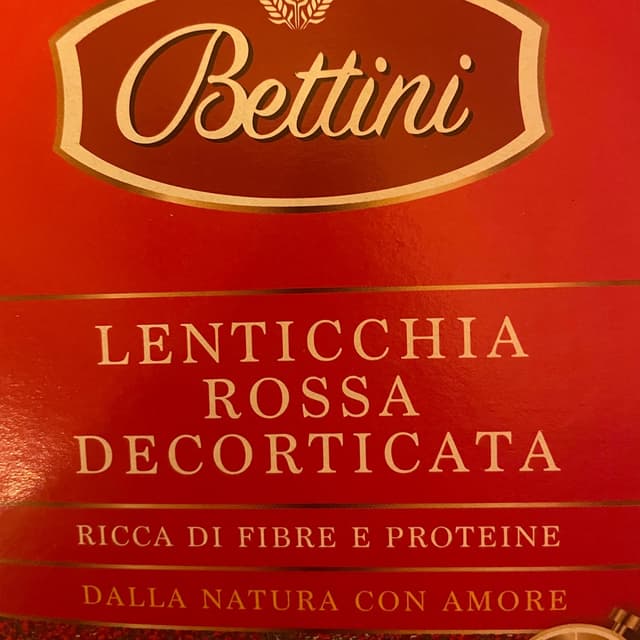 Bettini
LENTICCHIA
ROSSA
DECORTICATA
RICCA DI FIBRE E PROTEINE
DALLA NATURA CON AMORE